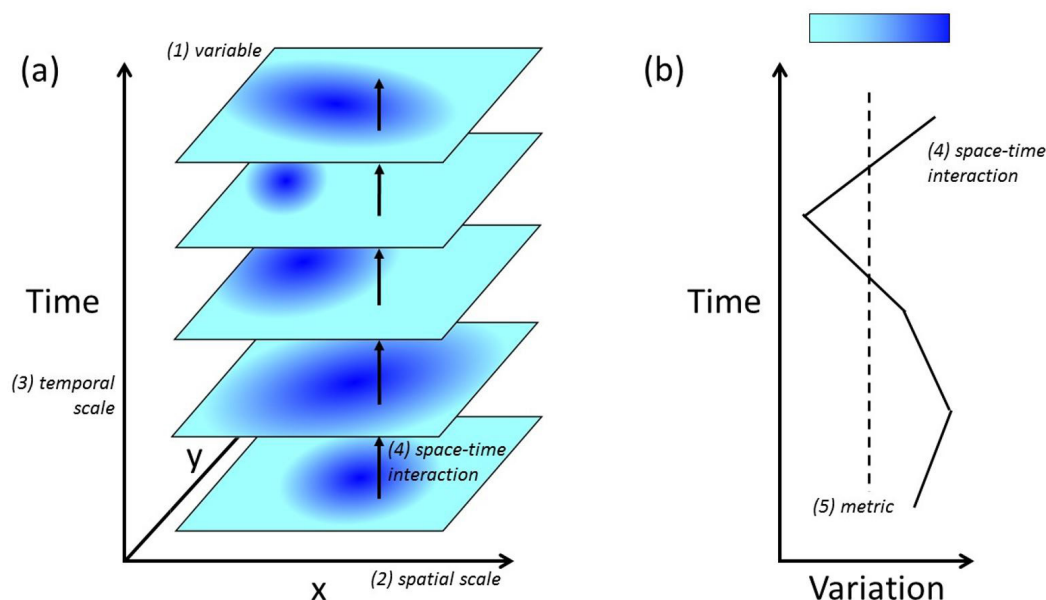 (a)
(1) variable
Time
(3) temporal
scale
y
(4) space-time
interaction
(2) spatial scale
x
(b)
(4) space-time
interaction
Time
(5) metric
Variation